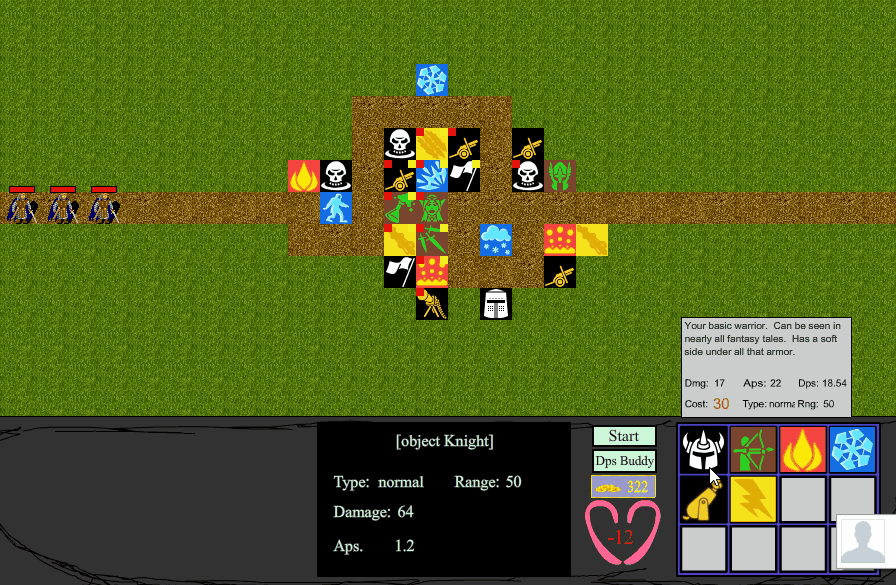 Your basic warrior. Can be seen in
nearly all fantasy tales. Has a soft
side under all that armor.
Dmg: 17 Aps: 22 Dps: 18.54
Cost: 30 Type: norma Rng: 50
[object Knight]
Type: normal Range: 50
Damage: 64
Aps. 1.2
Start
Dps Buddy
322
-12